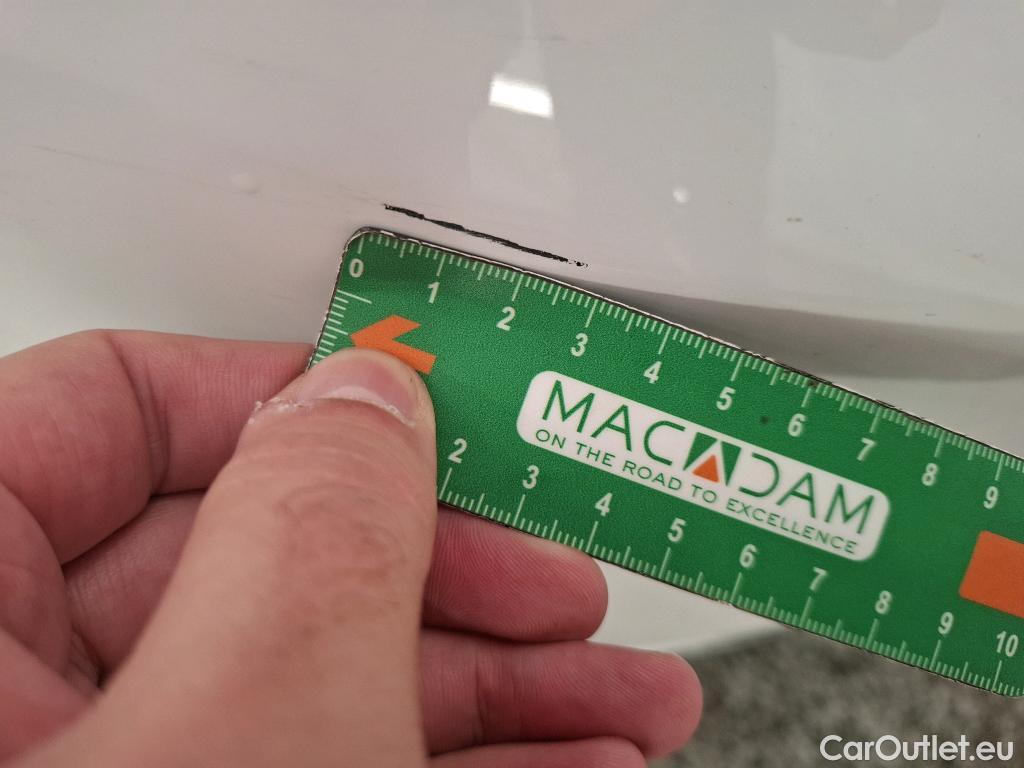 0 1 2 3 4 5 6 7 8 9
MACADAM
ON THE ROAD TO EXCELLENCE
2 3 4 5 6 7 8 9 10
CarOutlet.eu